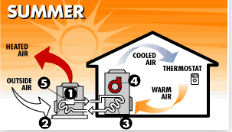 SUMMER
HEATED
AIR
COOLED
AIR
THERMOSTAT
OUTSIDE
AIR
WARM
AIR
5
1
4
2
3